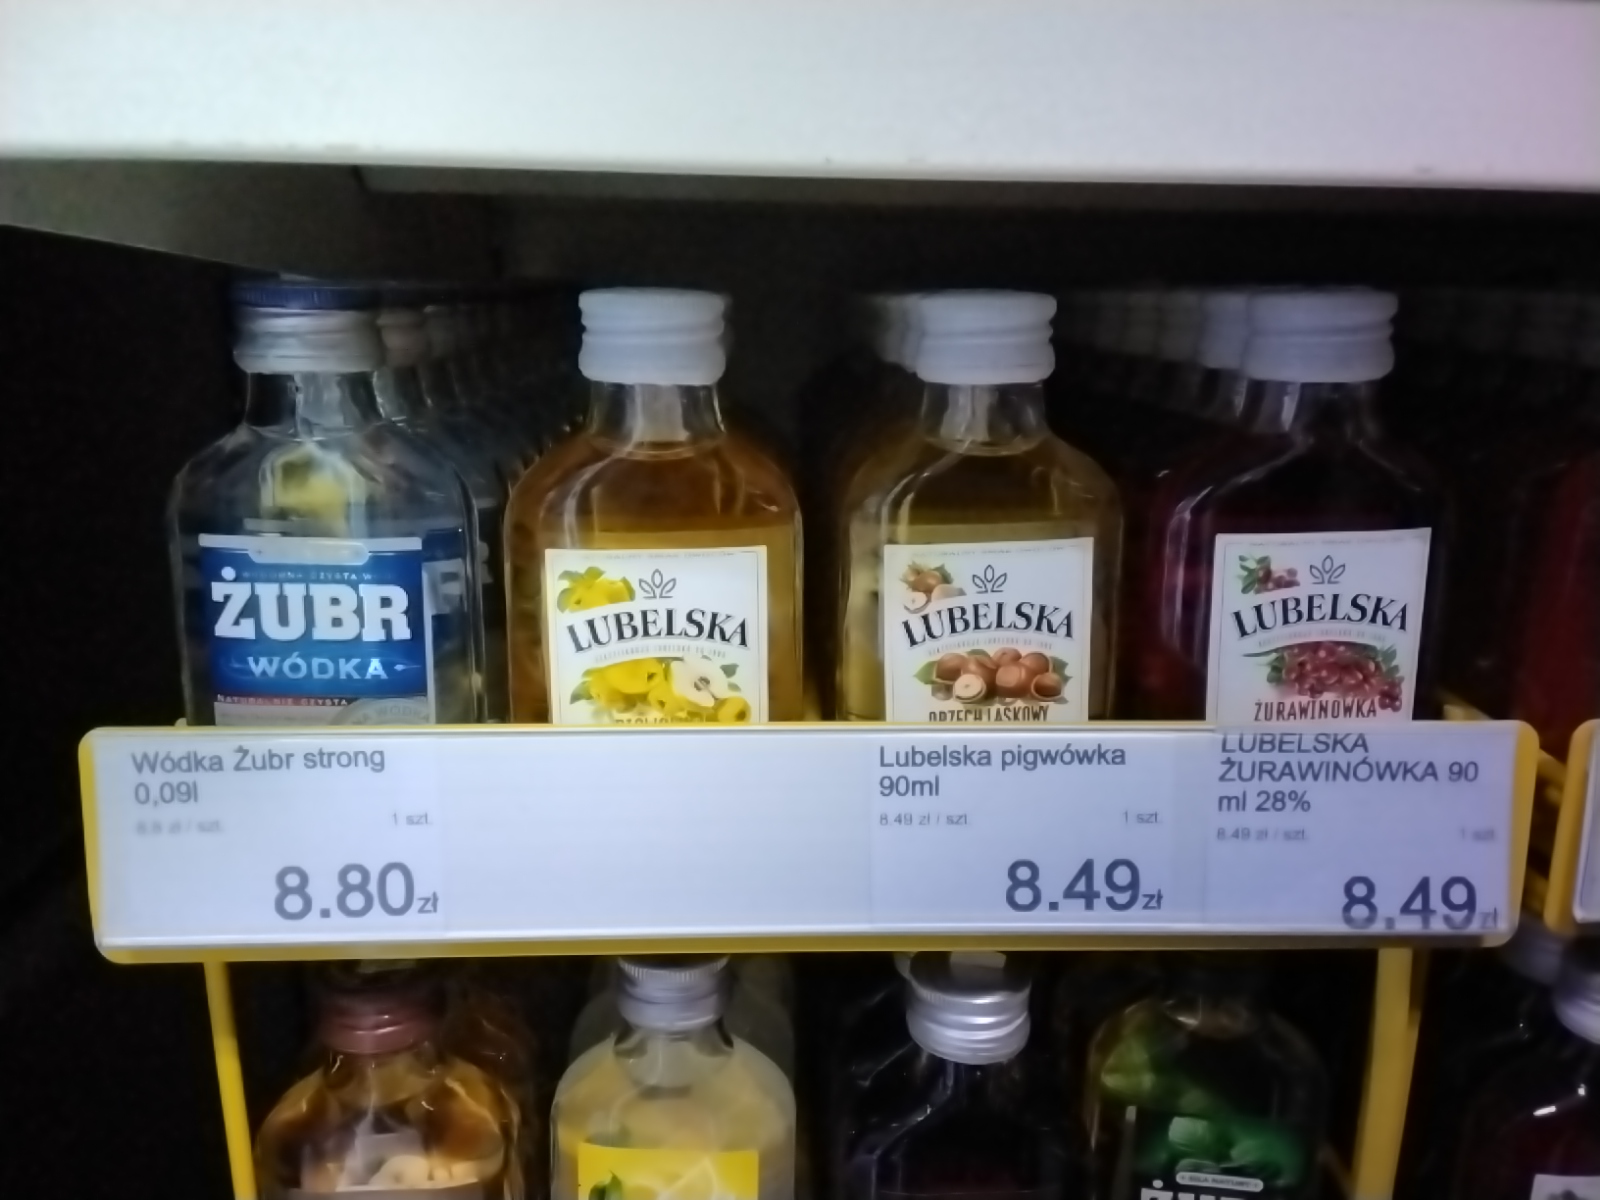 ŻUBR
WÓDKA
NATURALNIE CZYSTA
LUBELSKA
LUBELSKA
ORZECH LASKOWY
LUBELSKA
ŻURAWINÓWKA
Wódka Żubr strong
0,09l
1 szt.
8.80zł
Lubelska pigwówka
90ml
8.49 zł / szt. 1 szt.
8.49zł
LUBELSKA
ŻURAWINÓWKA 90
ml 28%
8.49 zł / szt. 1 szt.
8.49zł